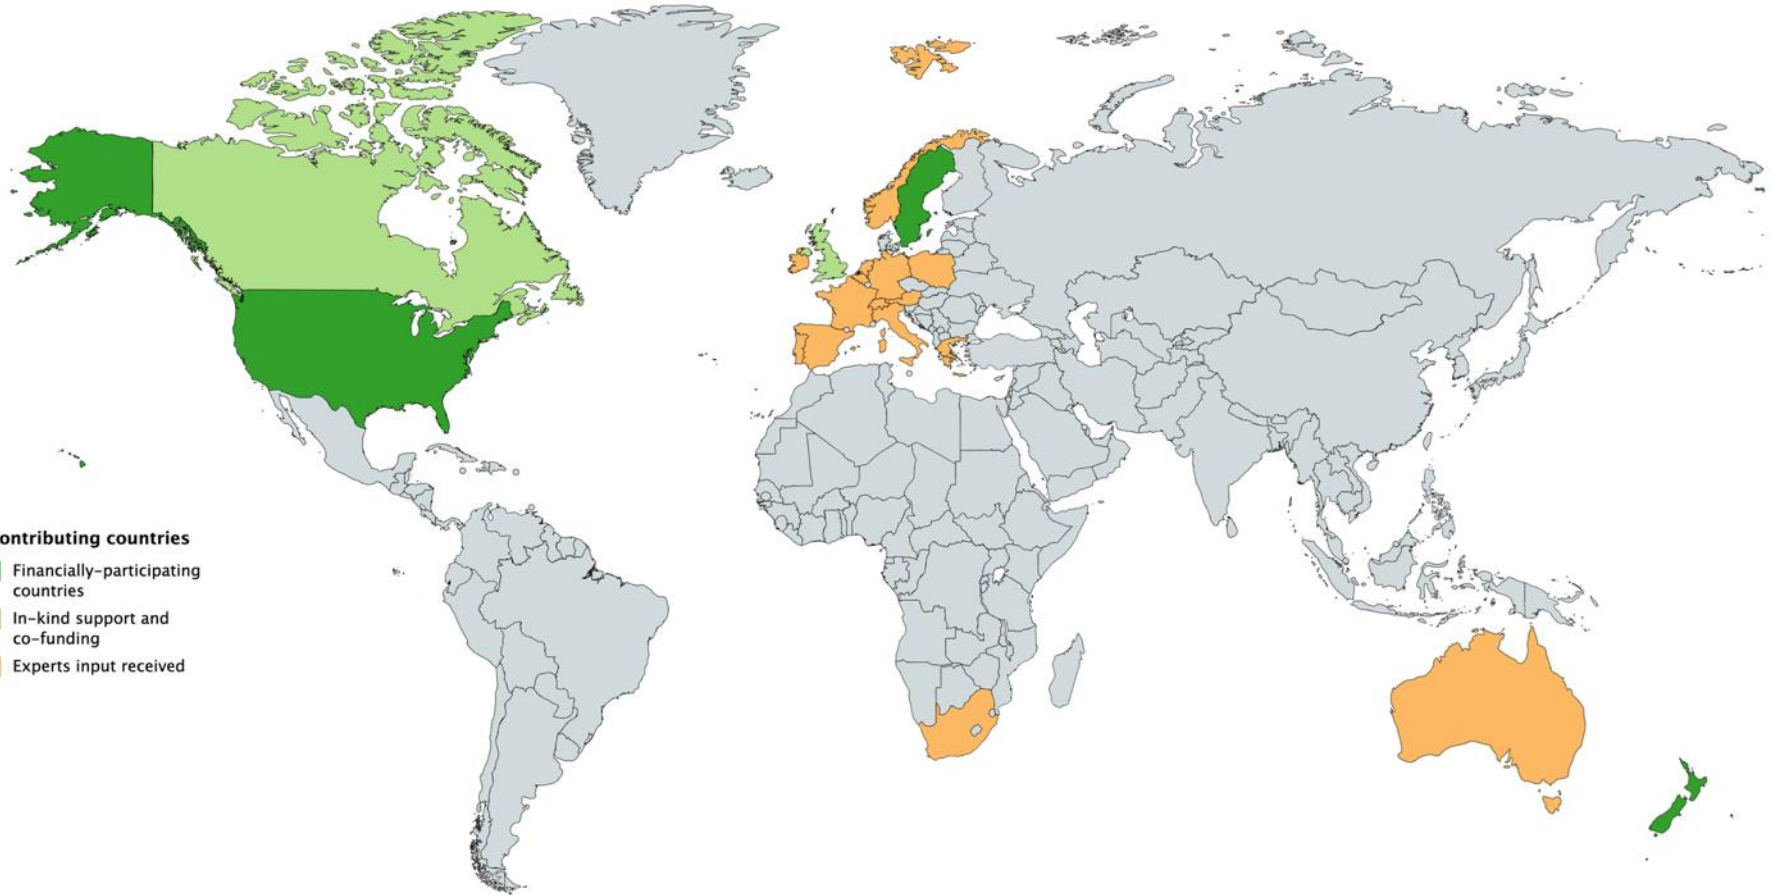 ontributing countries
Financially-participating
countries
In-kind support and
co-funding
Experts input received